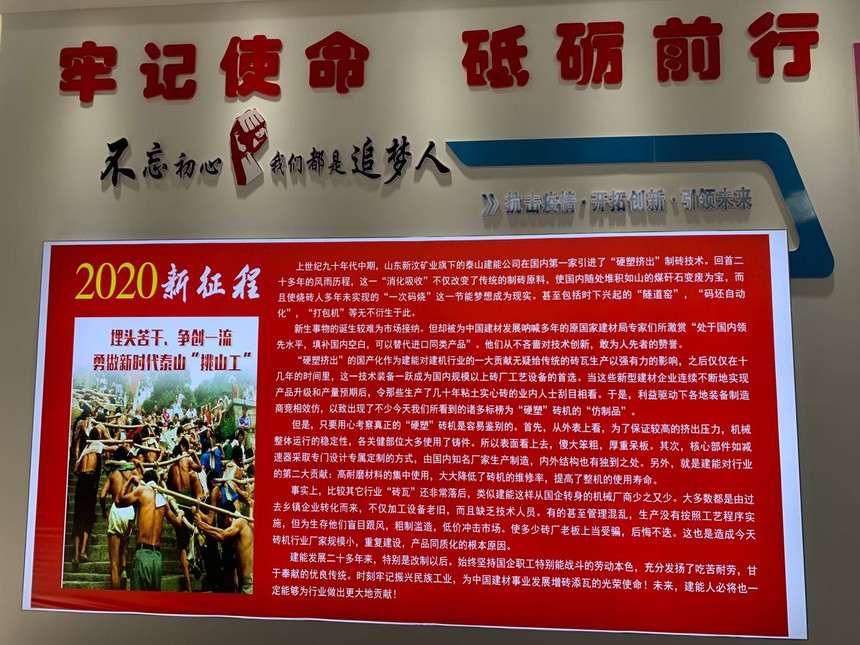 牢记使命 砥砺前行
不忘初心 我们都是追梦人
抗击疫情·开拓创新·引领未来
2020新征程
埋头苦干、争创一流
勇做新时代泰山“挑山工”
上世纪九十年代中期，山东新汶矿业旗下的泰山建能公司在国内第一家引进了“硬塑挤出”制砖技术。回首二
十多年的风雨历程，这一“消化吸收”不仅改变了传统的制砖原料，使国内随处堆积如山的煤矸石变废为宝，而
且使烧砖人多年未实现的“一次码烧”这一节能梦想成为现实。甚至包括时下兴起的“隧道窑”，“码坯自动
化”，“打包机”等无不衍生于此。
新生事物的诞生较难为市场接纳。但却被为中国建材发展呐喊多年的原国家建材局专家们所激赏“处于国内领
先水平，填补国内空白，可以替代进口同类产品”。他们从不吝啬对技术创新，敢为人先者的赞誉。
“硬塑挤出”的国产化作为建能对建机行业的一大贡献无疑给传统的砖瓦生产以强有力的影响，之后仅仅在十
几年的时间里，这一技术装备一跃成为国内规模以上砖厂工艺设备的首选。当这些新型建材企业连续不断地实现
产品升级和产量预期后，令那些生产了几十年粘土实心砖的业内人士刮目相看。于是，利益驱动下各地装备制造
商竞相效仿，以致出现了不少今天我们所看到的诸多标榜为“硬塑”砖机的“仿制品”。
但是，只要用心考察真正的“硬塑”砖机是容易鉴别的。首先，从外表上看，为了保证较高的挤出压力，机械
整体运行的稳定性，各关健部位大多使用了铸件。所以表面看上去，傻大笨粗，厚重呆板。其次，核心部件如减
速器采取专门设计专属定制的方式，由国内知名厂家生产制造，内外结构也有独到之处。另外，就是建能对行业
的第二大贡献：高耐磨材料的集中使用，大大降低了砖机的维修率，提高了整机的使用寿命。
事实上，比较其它行业“砖瓦”还非常落后，类似建能这样从国企转身的机械厂商少之又少。大多数都是由过
去乡镇企业转化而来，不仅加工设备老旧，而且缺乏技术人员。有的甚至管理混乱，生产没有按照工艺程序实
施，但为生存他们盲目跟风，粗制滥造，低价冲击市场。使多少砖厂老板上当受骗，后悔不迭。这也是造成今天
砖机行业厂家规模小，重复建设，产品同质化的根本原因。
建能发展二十多年来，特别是改制以后。始终坚持国企职工特别能战斗的劳动本色，充分发扬了吃苦耐劳，甘
于奉献的优良传统。时刻牢记振兴民族工业，为中国建材事业发展增砖添瓦的光荣使命！未来，建能人必将也一
定能够为行业做出更大地贡献！